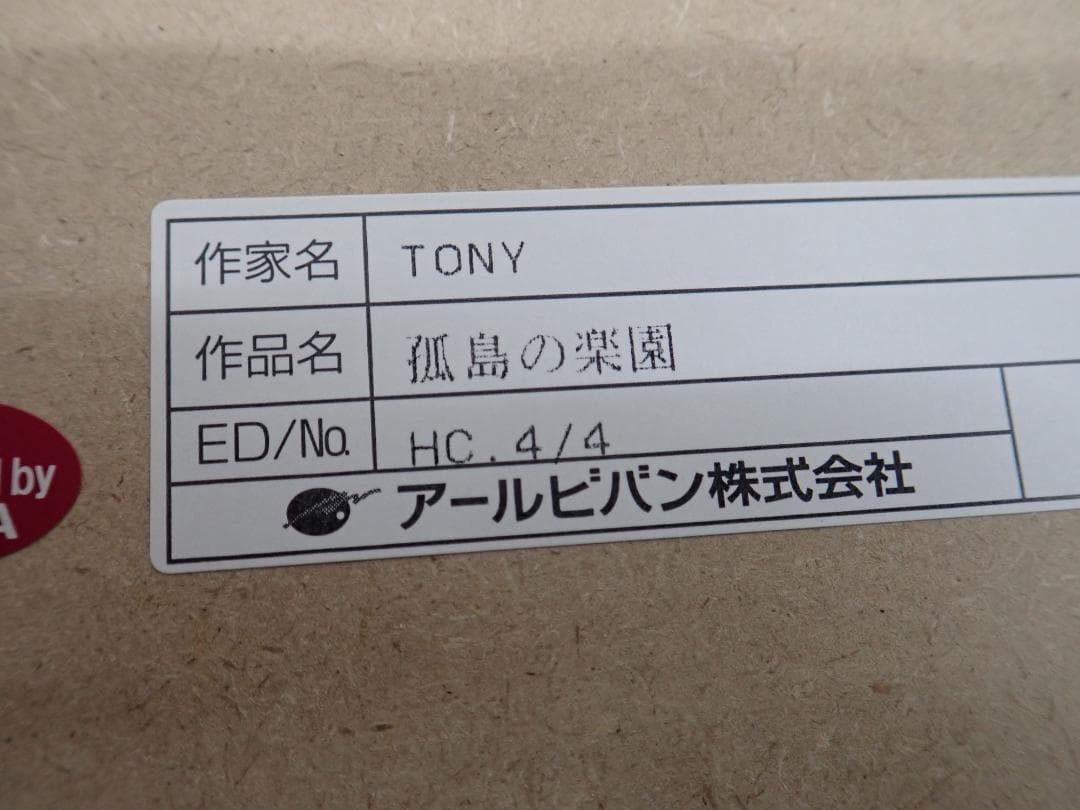 作家名 TONY
作品名 孤島の楽園
ED/No. HC.4/4
アールビバン株式会社
by
A